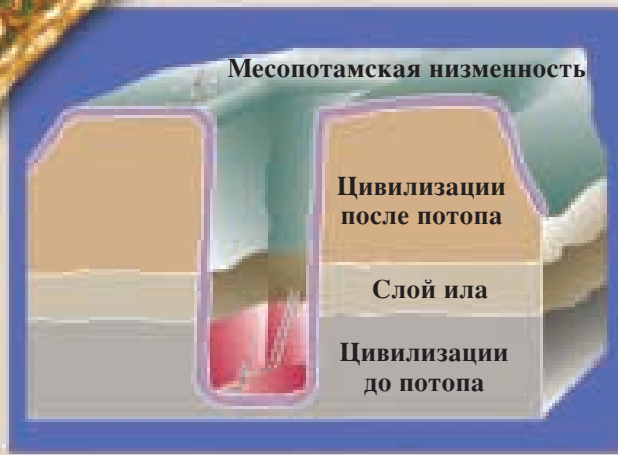 Месопотамская низменность
Цивилизации
после потопа
Слой ила
Цивилизации
до потопа